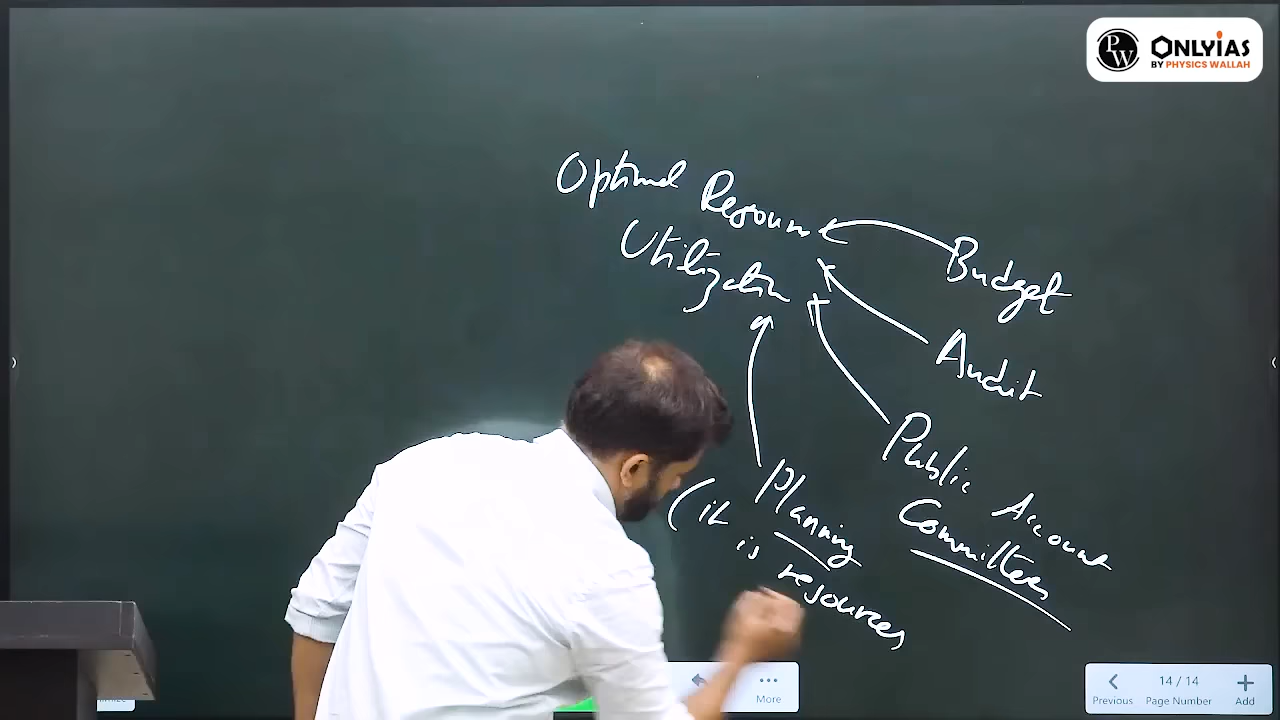 PW
ONLYIAS
BY PHYSICS WALLAH
Optimal Resource
Utilization
Budget
Audit
Public Account
Committee
Planning
(it is resources
More
14 / 14
Previous
Page Number
Add